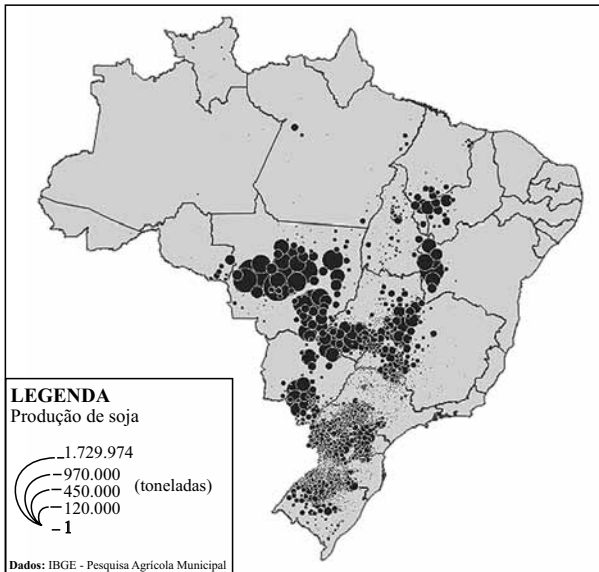 LEGENDA
Produção de soja
1.729.974
970.000
450.000 (toneladas)
120.000
1
Dados: IBGE - Pesquisa Agrícola Municipal